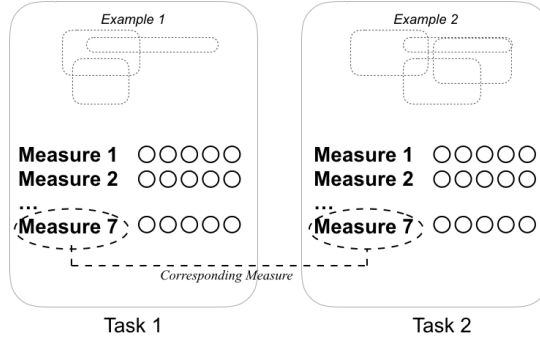 Example 1
Measure 1
Measure 2
...
Measure 7
Task 1
Example 2
Measure 1
Measure 2
...
Measure 7
Task 2
Corresponding Measure